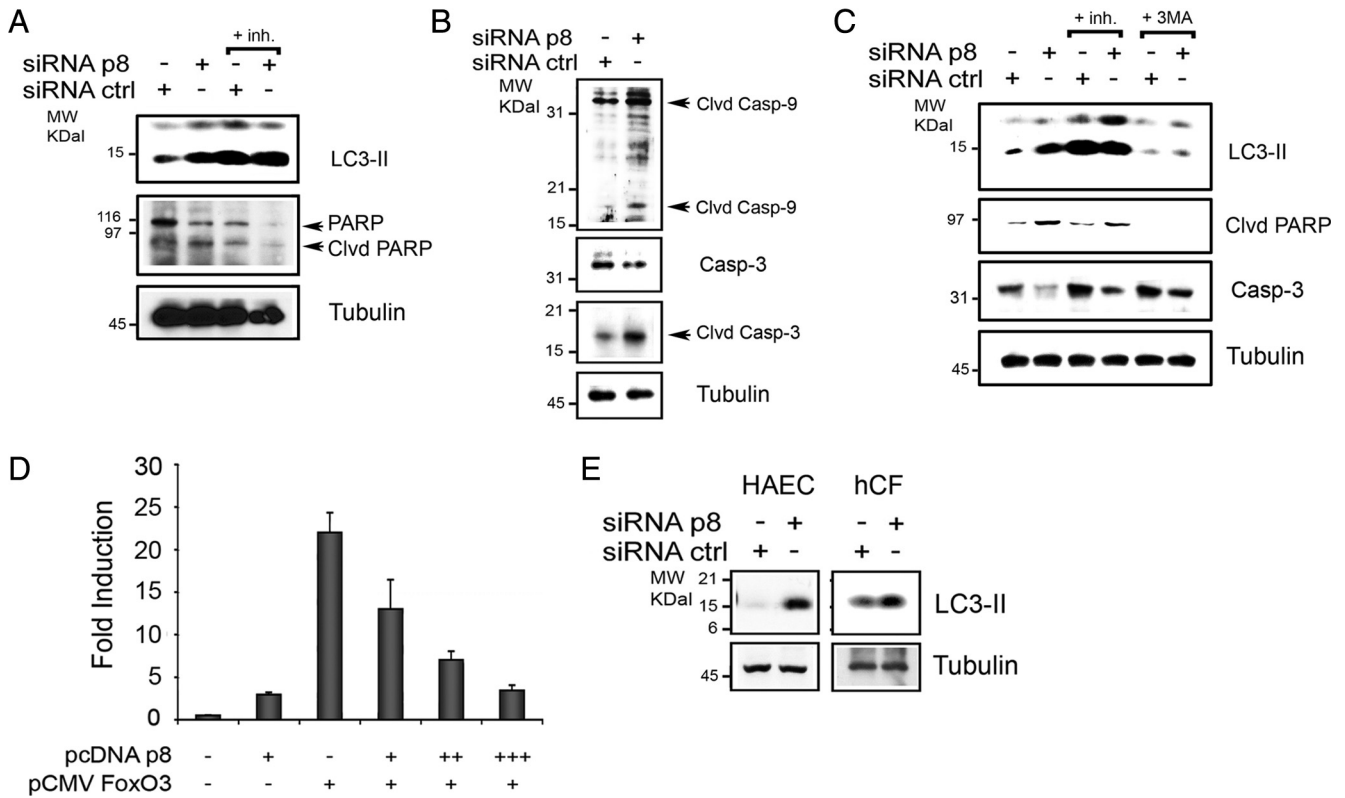 A
+ inh.
siRNA p8 - + - +
siRNA ctrl + - + -
MW
KDal
15
LC3-II
116
97
PARP
Clvd PARP
45
Tubulin
B
siRNA p8 - +
siRNA ctrl + -
MW
KDal
31
Clvd Casp-9
21
Clvd Casp-9
15
Casp-3
31
21
Clvd Casp-3
15
Tubulin
45
C
+ inh. + 3MA
siRNA p8 - + - + - +
siRNA ctrl + - + - + -
MW
KDal
15
LC3-II
97
Clvd PARP
31
Casp-3
45
Tubulin
D
Fold Induction
30
25
20
15
10
5
0
pcDNA p8 - + - + ++ +++
pCMV FoxO3 - - + + + +
E
HAEC hCF
siRNA p8 - + - +
siRNA ctrl + - + -
MW
KDal
21
15
6
LC3-II
45
Tubulin